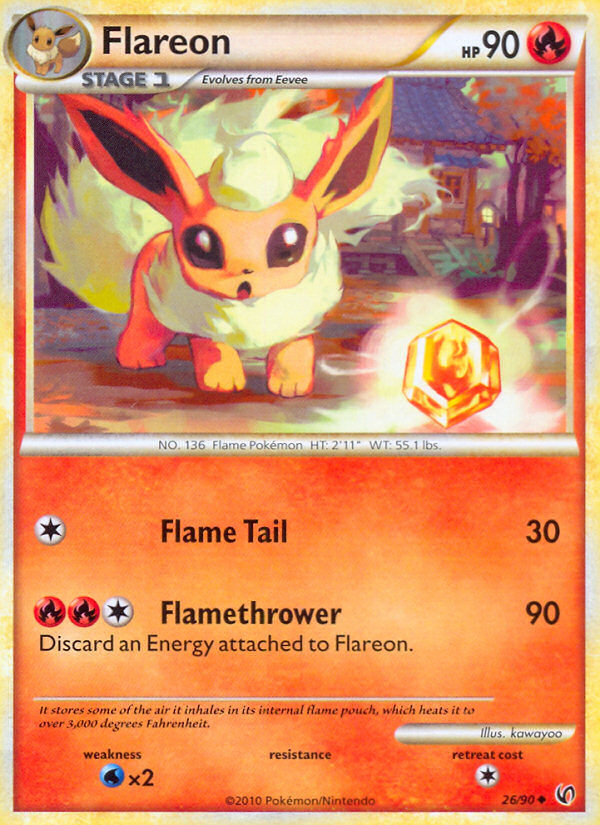 Flareon HP 90
STAGE 1 Evolves from Eevee
NO. 136 Flame Pokémon HT: 2'11" WT: 55.1 lbs.
Flame Tail 30
Flamethrower 90
Discard an Energy attached to Flareon.
It stores some of the air it inhales in its internal flame pouch, which heats it to
over 3,000 degrees Fahrenheit.
Illus. kawayoo
weakness resistance retreat cost
×2
©2010 Pokémon/Nintendo 26/90